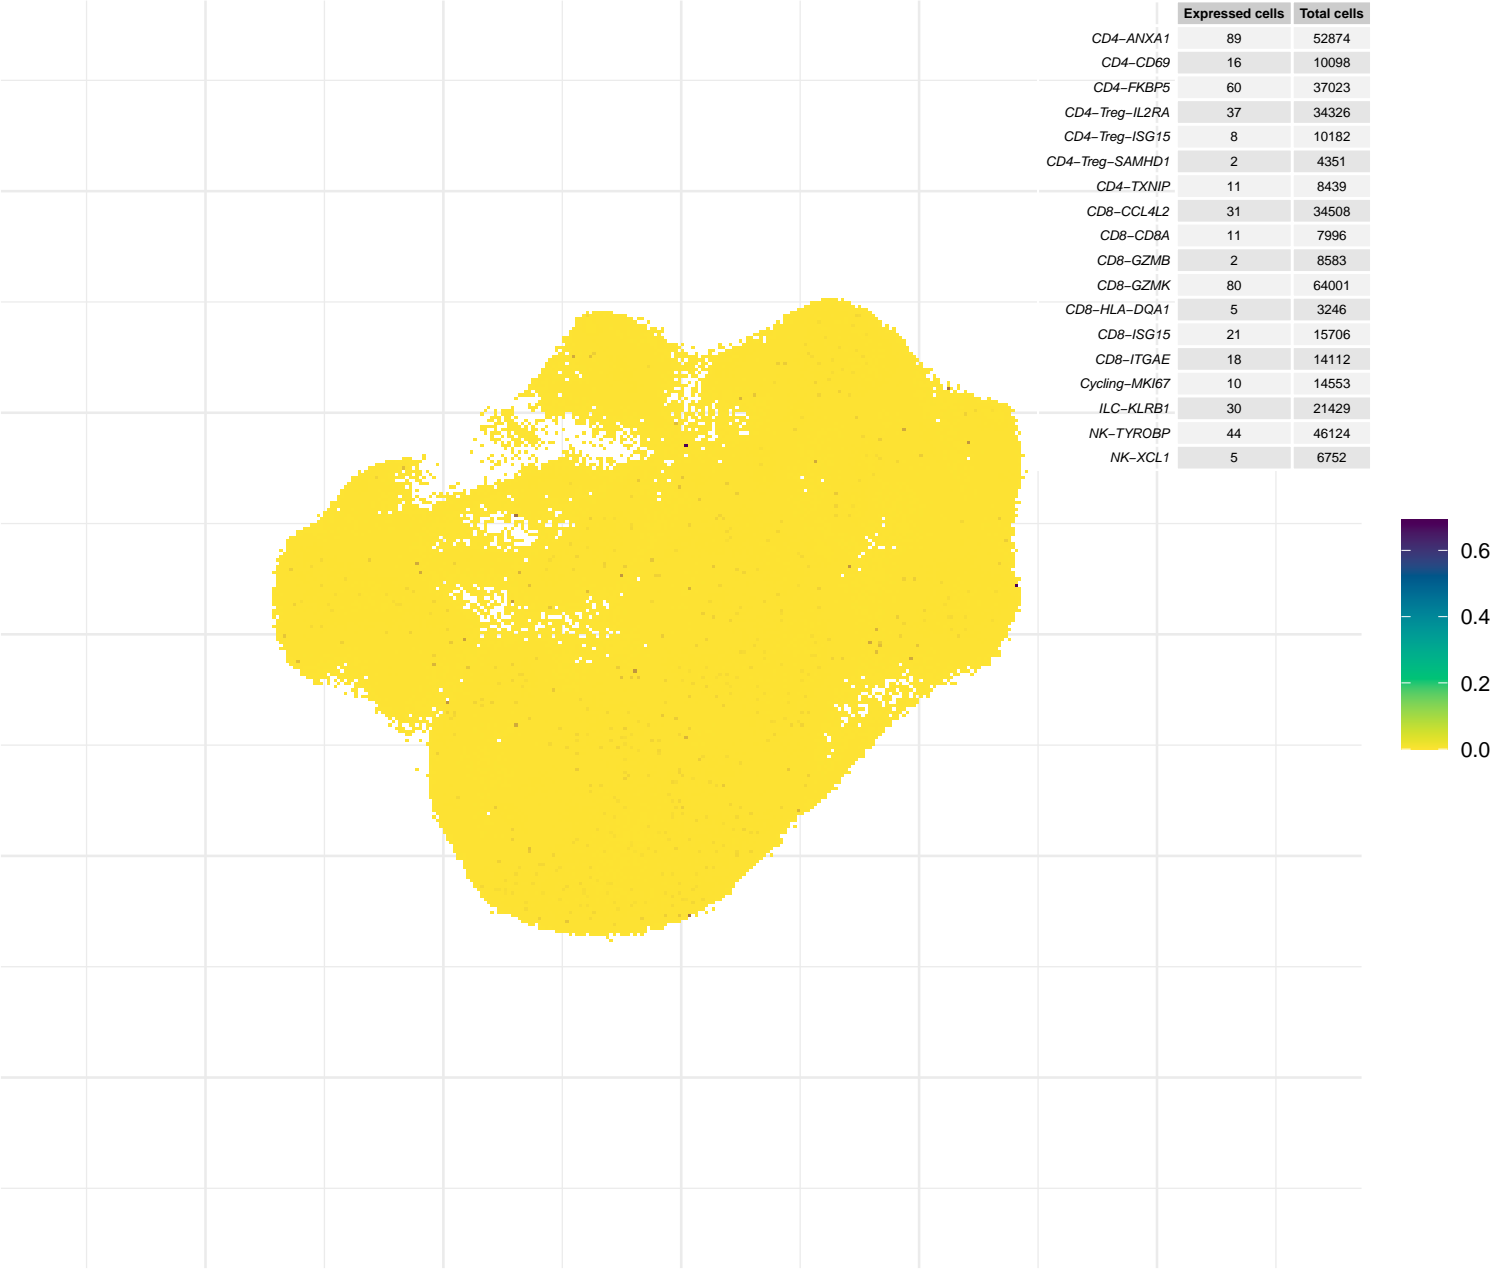 Expressed cells Total cells
CD4−ANXA1 89 52874
CD4−CD69 16 10098
CD4−FKBP5 60 37023
CD4−Treg−IL2RA 37 34326
CD4−Treg−ISG15 8 10182
CD4−Treg−SAMHD1 2 4351
CD4−TXNIP 11 8439
CD8−CCL4L2 31 34508
CD8−CD8A 11 7996
CD8−GZMB 2 8583
CD8−GZMK 80 64001
CD8−HLA−DQA1 5 3246
CD8−ISG15 21 15706
CD8−ITGAE 18 14112
Cycling−MKI67 10 14553
ILC−KLRB1 30 21429
NK−TYROBP 44 46124
NK−XCL1 5 6752
0.6
0.4
0.2
0.0